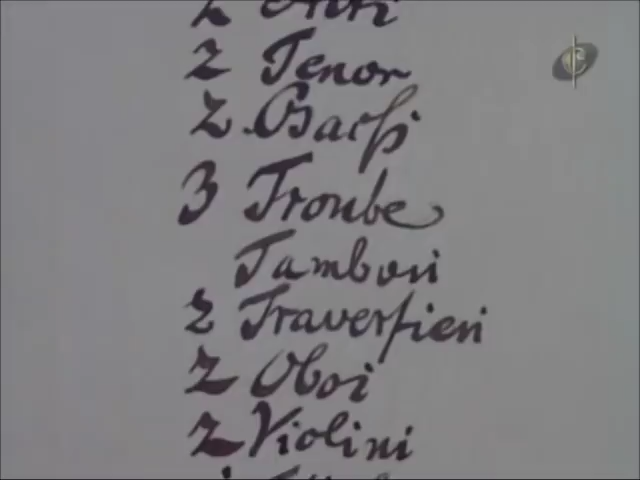 2 Tenor
2 Baſsi
3 Trombe
Tamburi
2 Traverſieri
2 Oboi
2 Violini